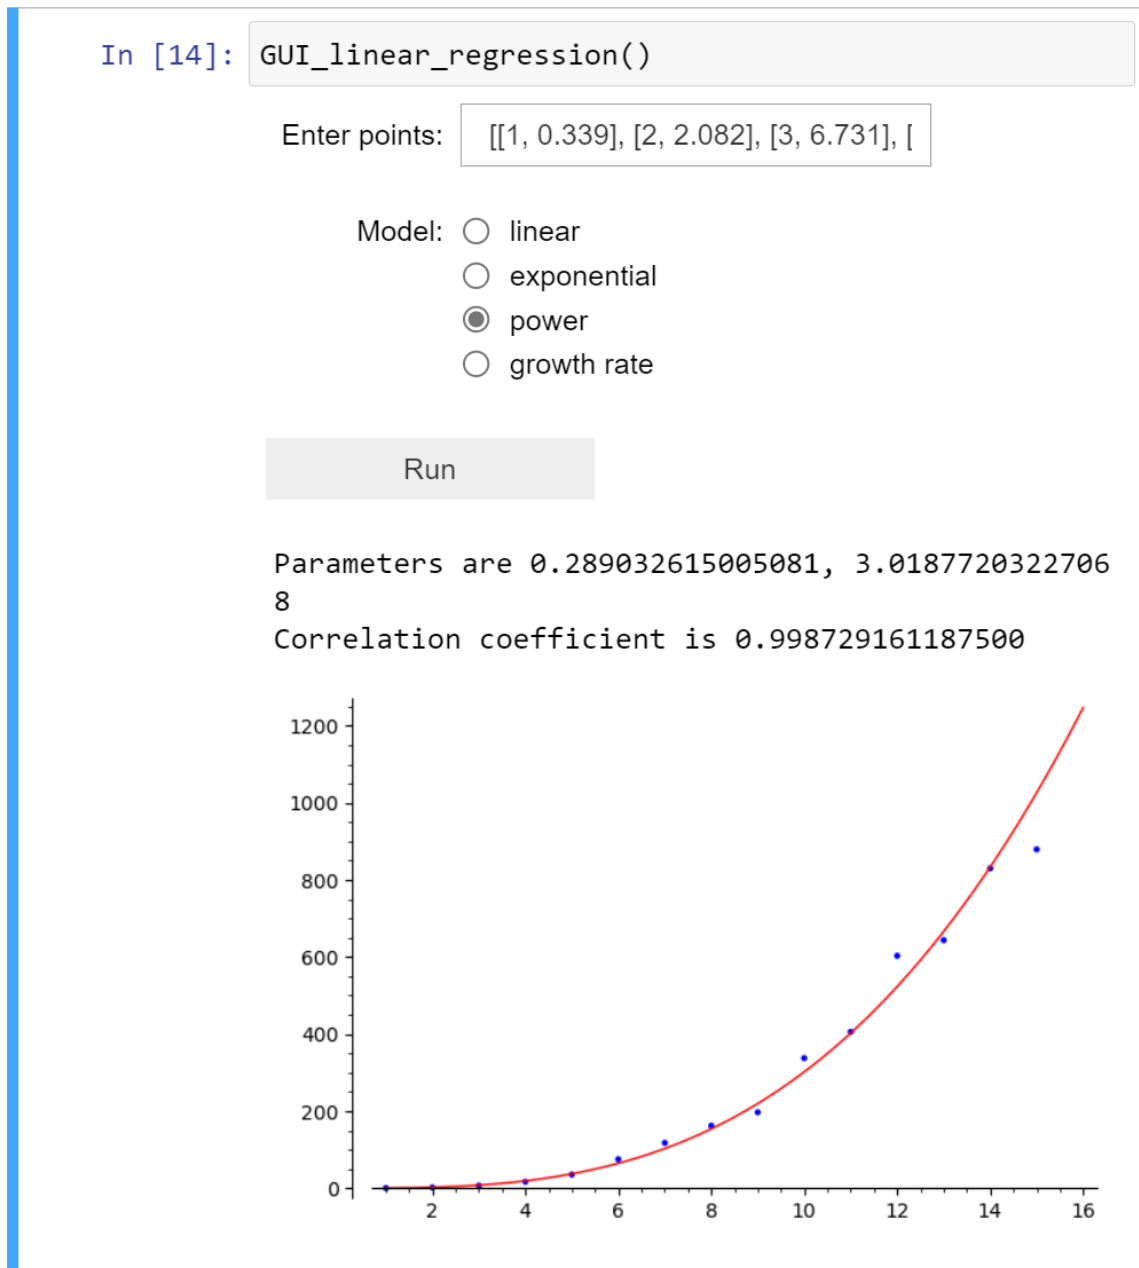 In [14]: GUI_linear_regression()
Enter points: [[1, 0.339], [2, 2.082], [3, 6.731], [
Model: linear
exponential
power
growth rate
Run
Parameters are 0.289032615005081, 3.0187720322706
8
Correlation coefficient is 0.998729161187500
1200
1000
800
600
400
200
0
2 4 6 8 10 12 14 16